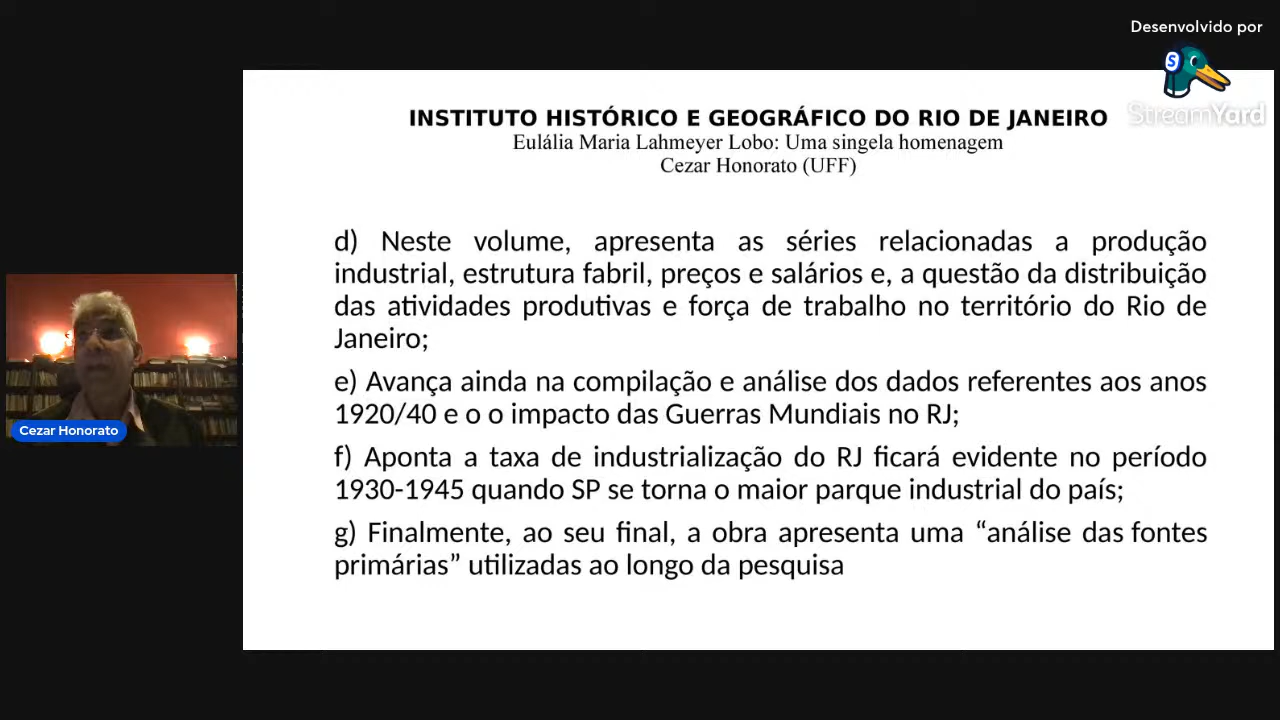 Desenvolvido por
S
StreamYard
INSTITUTO HISTÓRICO E GEOGRÁFICO DO RIO DE JANEIRO
Eulália Maria Lahmeyer Lobo: Uma singela homenagem
Cezar Honorato (UFF)
d) Neste volume, apresenta as séries relacionadas a produção
industrial, estrutura fabril, preços e salários e, a questão da distribuição
das atividades produtivas e força de trabalho no território do Rio de
Janeiro;
e) Avança ainda na compilação e análise dos dados referentes aos anos
1920/40 e o o impacto das Guerras Mundiais no RJ;
f) Aponta a taxa de industrialização do RJ ficará evidente no período
1930-1945 quando SP se torna o maior parque industrial do país;
g) Finalmente, ao seu final, a obra apresenta uma “análise das fontes
primárias” utilizadas ao longo da pesquisa
Cezar Honorato